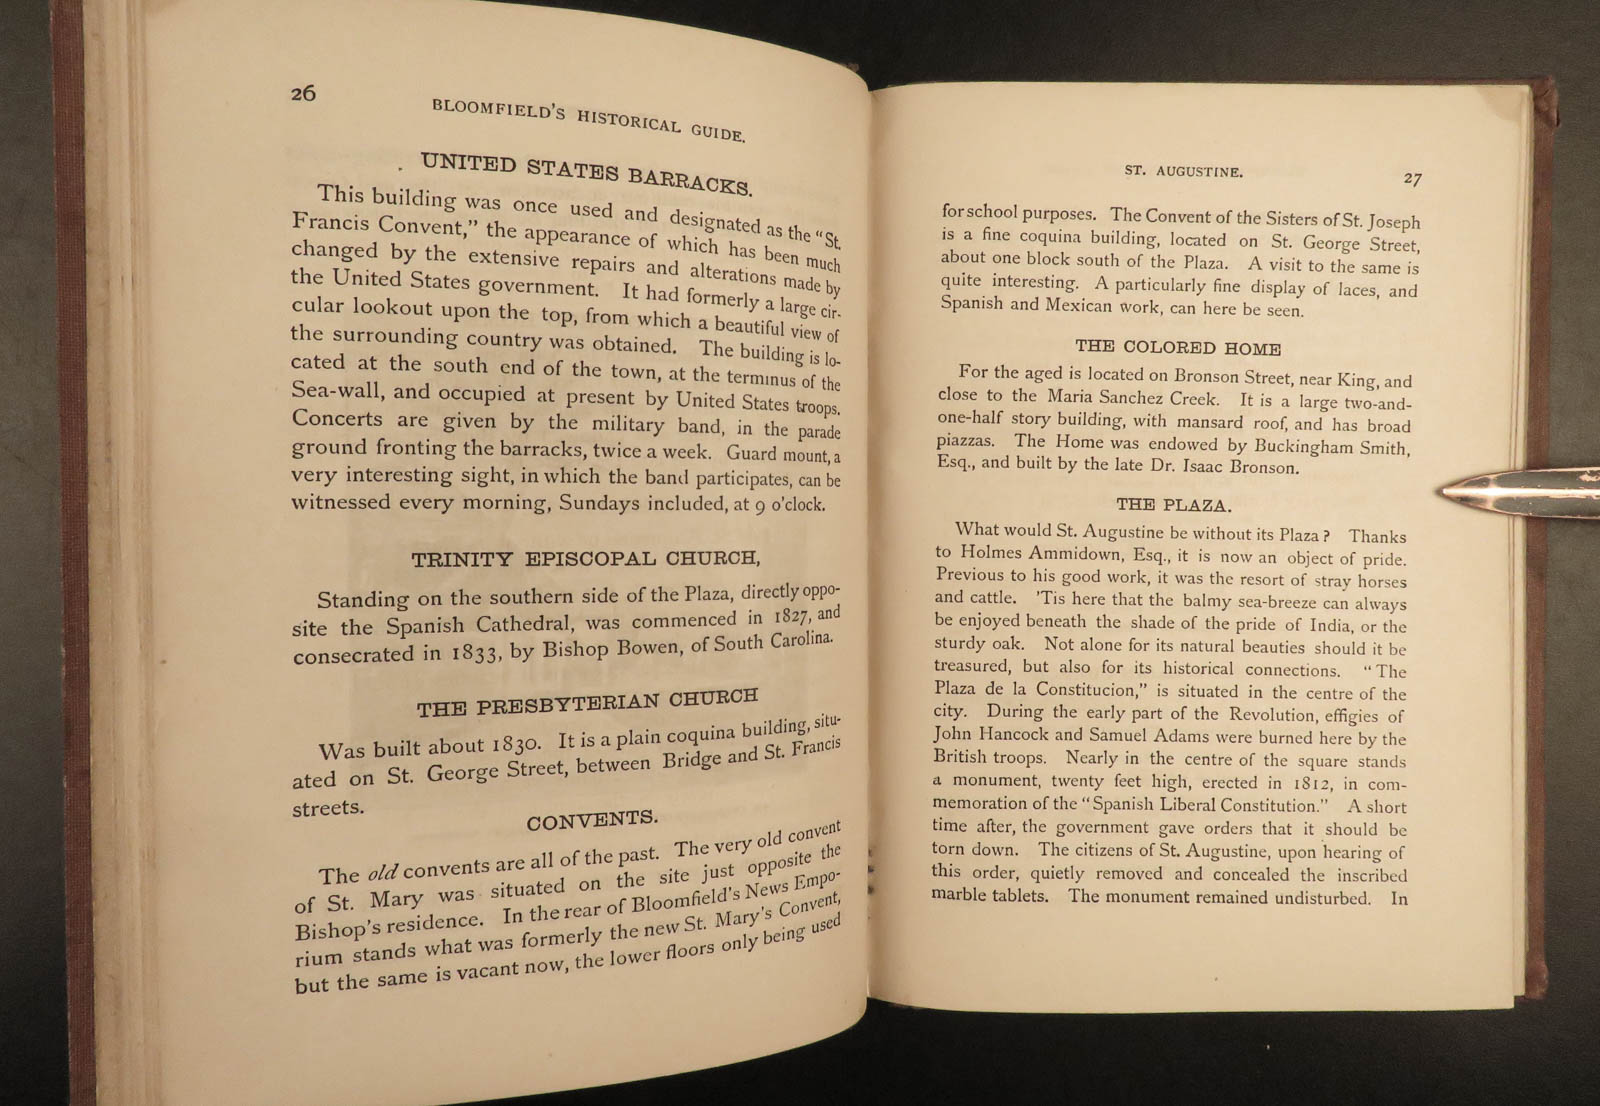 26
BLOOMFIELD'S HISTORICAL GUIDE.
UNITED STATES BARRACKS.
This building was once used and designated as the "St.
Francis Convent," the appearance of which has been much
changed by the extensive repairs and alterations made by
the United States government. It had formerly a large cir-
cular lookout upon the top, from which a beautiful view of
the surrounding country was obtained. The building is lo-
cated at the south end of the town, at the terminus of the
Sea-wall, and occupied at present by United States troops.
Concerts are given by the military band, in the parade
ground fronting the barracks, twice a week. Guard mount, a
very interesting sight, in which the band participates, can be
witnessed every morning, Sundays included, at 9 o'clock.
TRINITY EPISCOPAL CHURCH,
Standing on the southern side of the Plaza, directly oppo-
site the Spanish Cathedral, was commenced in 1827, and
consecrated in 1833, by Bishop Bowen, of South Carolina.
THE PRESBYTERIAN CHURCH
Was built about 1830. It is a plain coquina building, situ-
ated on St. George Street, between Bridge and St. Francis
streets.
CONVENTS.
The old convents are all of the past. The very old convent
of St. Mary was situated on the site just opposite the
Bishop's residence. In the rear of Bloomfield's News Empo-
rium stands what was formerly the new St. Mary's Convent,
but the same is vacant now, the lower floors only being used
ST. AUGUSTINE.
27
for school purposes. The Convent of the Sisters of St. Joseph
is a fine coquina building, located on St. George Street,
about one block south of the Plaza. A visit to the same is
quite interesting. A particularly fine display of laces, and
Spanish and Mexican work, can here be seen.
THE COLORED HOME
For the aged is located on Bronson Street, near King, and
close to the Maria Sanchez Creek. It is a large two-and-
one-half story building, with mansard roof, and has broad
piazzas. The Home was endowed by Buckingham Smith,
Esq., and built by the late Dr. Isaac Bronson.
THE PLAZA.
What would St. Augustine be without its Plaza? Thanks
to Holmes Ammidown, Esq., it is now an object of pride.
Previous to his good work, it was the resort of stray horses
and cattle. 'Tis here that the balmy sea-breeze can always
be enjoyed beneath the shade of the pride of India, or the
sturdy oak. Not alone for its natural beauties should it be
treasured, but also for its historical connections. "The
Plaza de la Constitucion," is situated in the centre of the
city. During the early part of the Revolution, effigies of
John Hancock and Samuel Adams were burned here by the
British troops. Nearly in the centre of the square stands
a monument, twenty feet high, erected in 1812, in com-
memoration of the "Spanish Liberal Constitution." A short
time after, the government gave orders that it should be
torn down. The citizens of St. Augustine, upon hearing of
this order, quietly removed and concealed the inscribed
marble tablets. The monument remained undisturbed. In